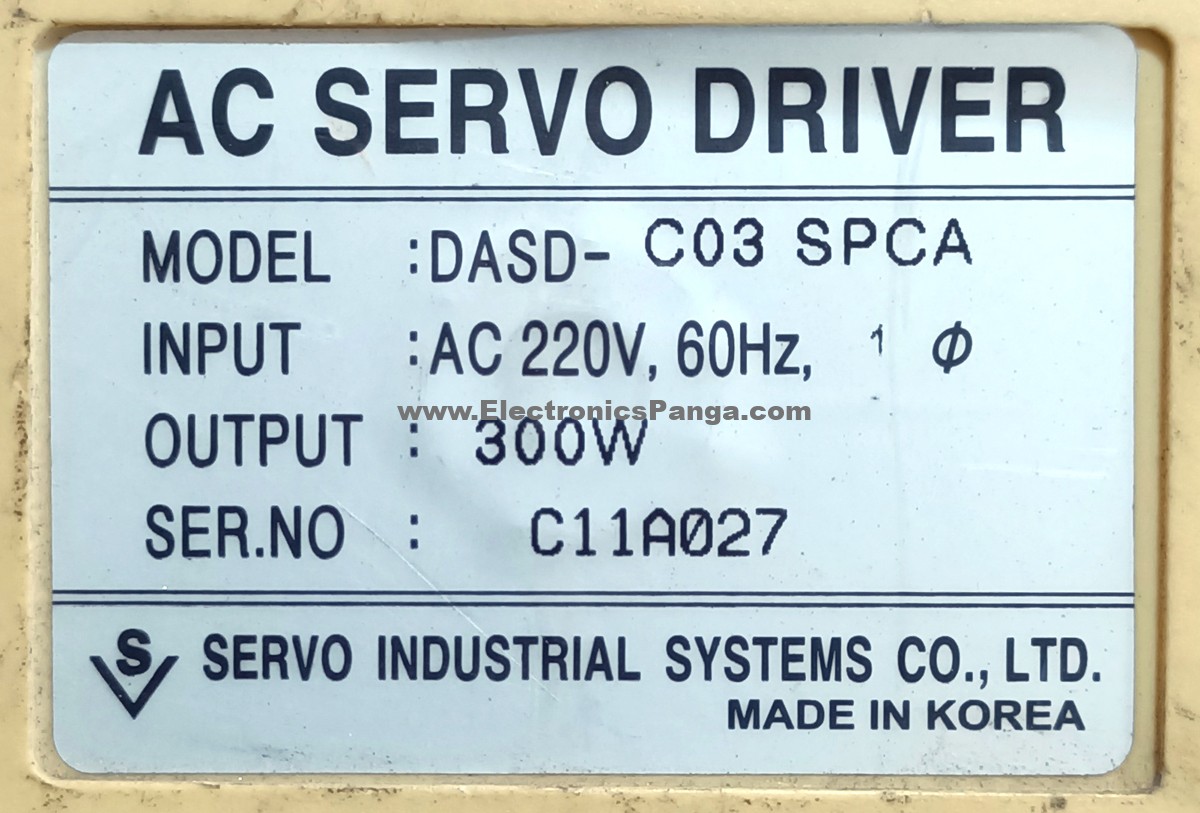 AC SERVO DRIVER
MODEL :DASD- C03 SPCA
INPUT :AC 220V, 60Hz, 1 Φ
www.ElectronicsPanga.com
OUTPUT : 300W
SER.NO : C11A027
S SERVO INDUSTRIAL SYSTEMS CO., LTD.
MADE IN KOREA